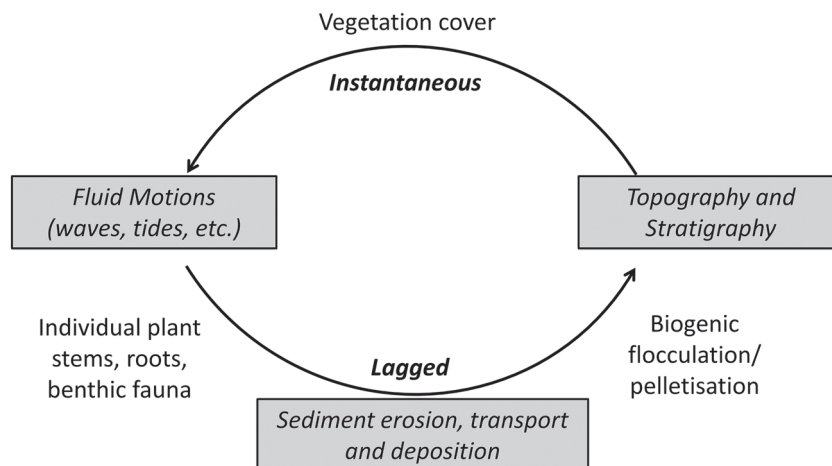 Vegetation cover
Instantaneous
Fluid Motions
(waves, tides, etc.)
Topography and
Stratigraphy
Individual plant
stems, roots,
benthic fauna
Lagged
Biogenic
flocculation/
pelletisation
Sediment erosion, transport
and deposition